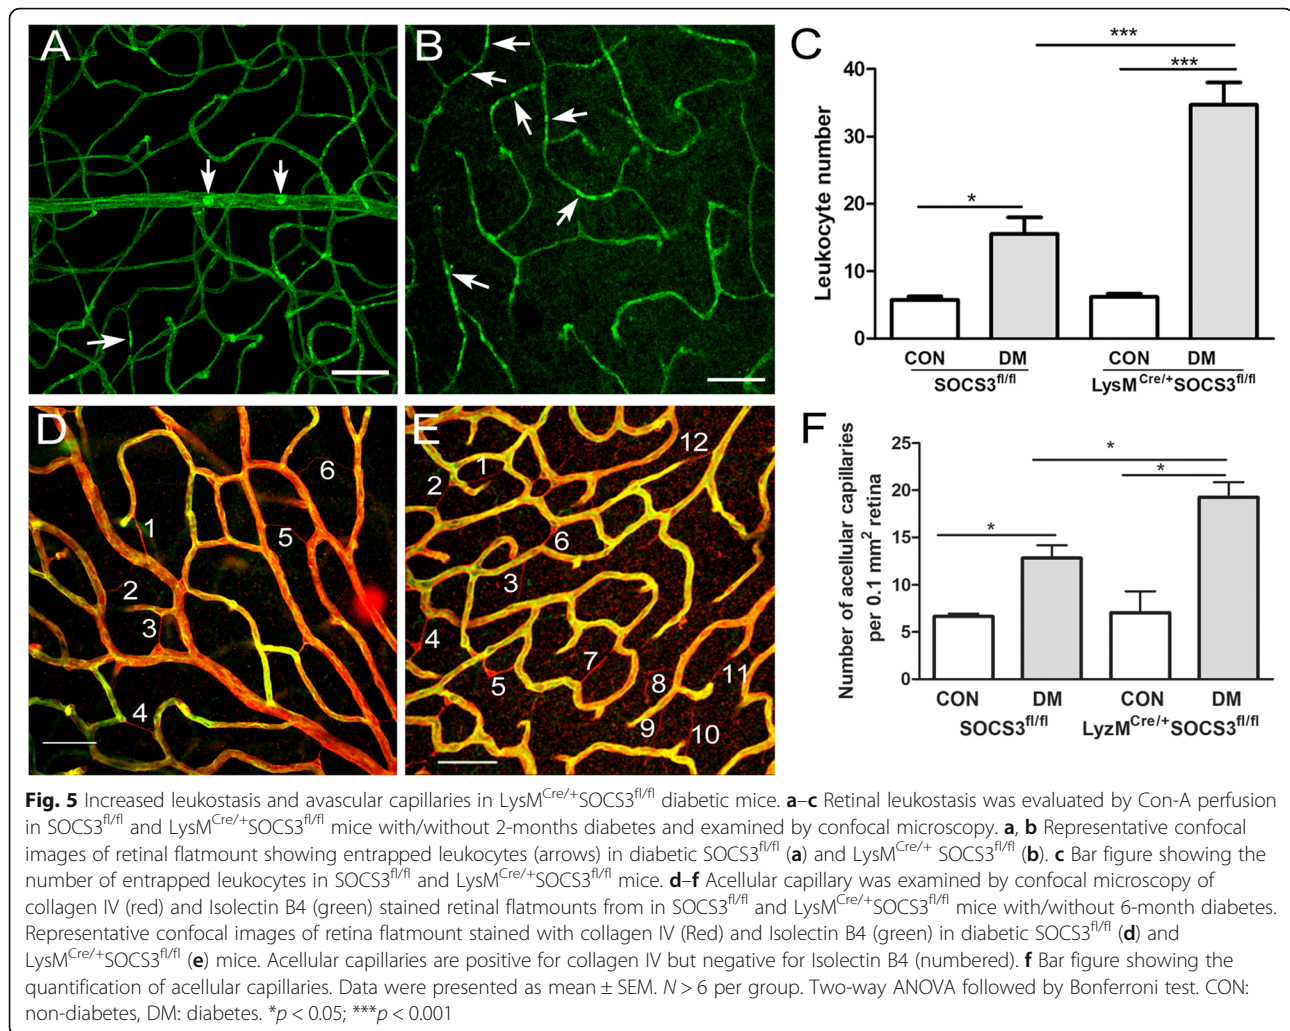 A
B
C
***
***
*
Leukocyte number
40
30
20
10
0
CON
DM
CON
DM
SOCS3fl/fl
LysMCre/+SOCS3fl/fl
D
1
2
3
4
5
6
E
1
2
3
4
5
6
7
8
9
10
11
12
F
*
*
*
Number of acellular capillaries
per 0.1 mm2 retina
25
20
15
10
5
0
CON
DM
CON
DM
SOCS3fl/fl
LyzMCre/+SOCS3fl/fl
Fig. 5 Increased leukostasis and avascular capillaries in LysMCre/+SOCS3fl/fl diabetic mice. a–c Retinal leukostasis was evaluated by Con-A perfusion
in SOCS3fl/fl and LysMCre/+SOCS3fl/fl mice with/without 2-months diabetes and examined by confocal microscopy. a, b Representative confocal
images of retinal flatmount showing entrapped leukocytes (arrows) in diabetic SOCS3fl/fl (a) and LysMCre/+ SOCS3fl/fl (b). c Bar figure showing the
number of entrapped leukocytes in SOCS3fl/fl and LysMCre/+SOCS3fl/fl mice. d–f Acellular capillary was examined by confocal microscopy of
collagen IV (red) and Isolectin B4 (green) stained retinal flatmounts from in SOCS3fl/fl and LysMCre/+SOCS3fl/fl mice with/without 6-month diabetes.
Representative confocal images of retina flatmount stained with collagen IV (Red) and Isolectin B4 (green) in diabetic SOCS3fl/fl (d) and
LysMCre/+SOCS3fl/fl (e) mice. Acellular capillaries are positive for collagen IV but negative for Isolectin B4 (numbered). f Bar figure showing the
quantification of acellular capillaries. Data were presented as mean ± SEM. N > 6 per group. Two-way ANOVA followed by Bonferroni test. CON:
non-diabetes, DM: diabetes. *p < 0.05; ***p < 0.001